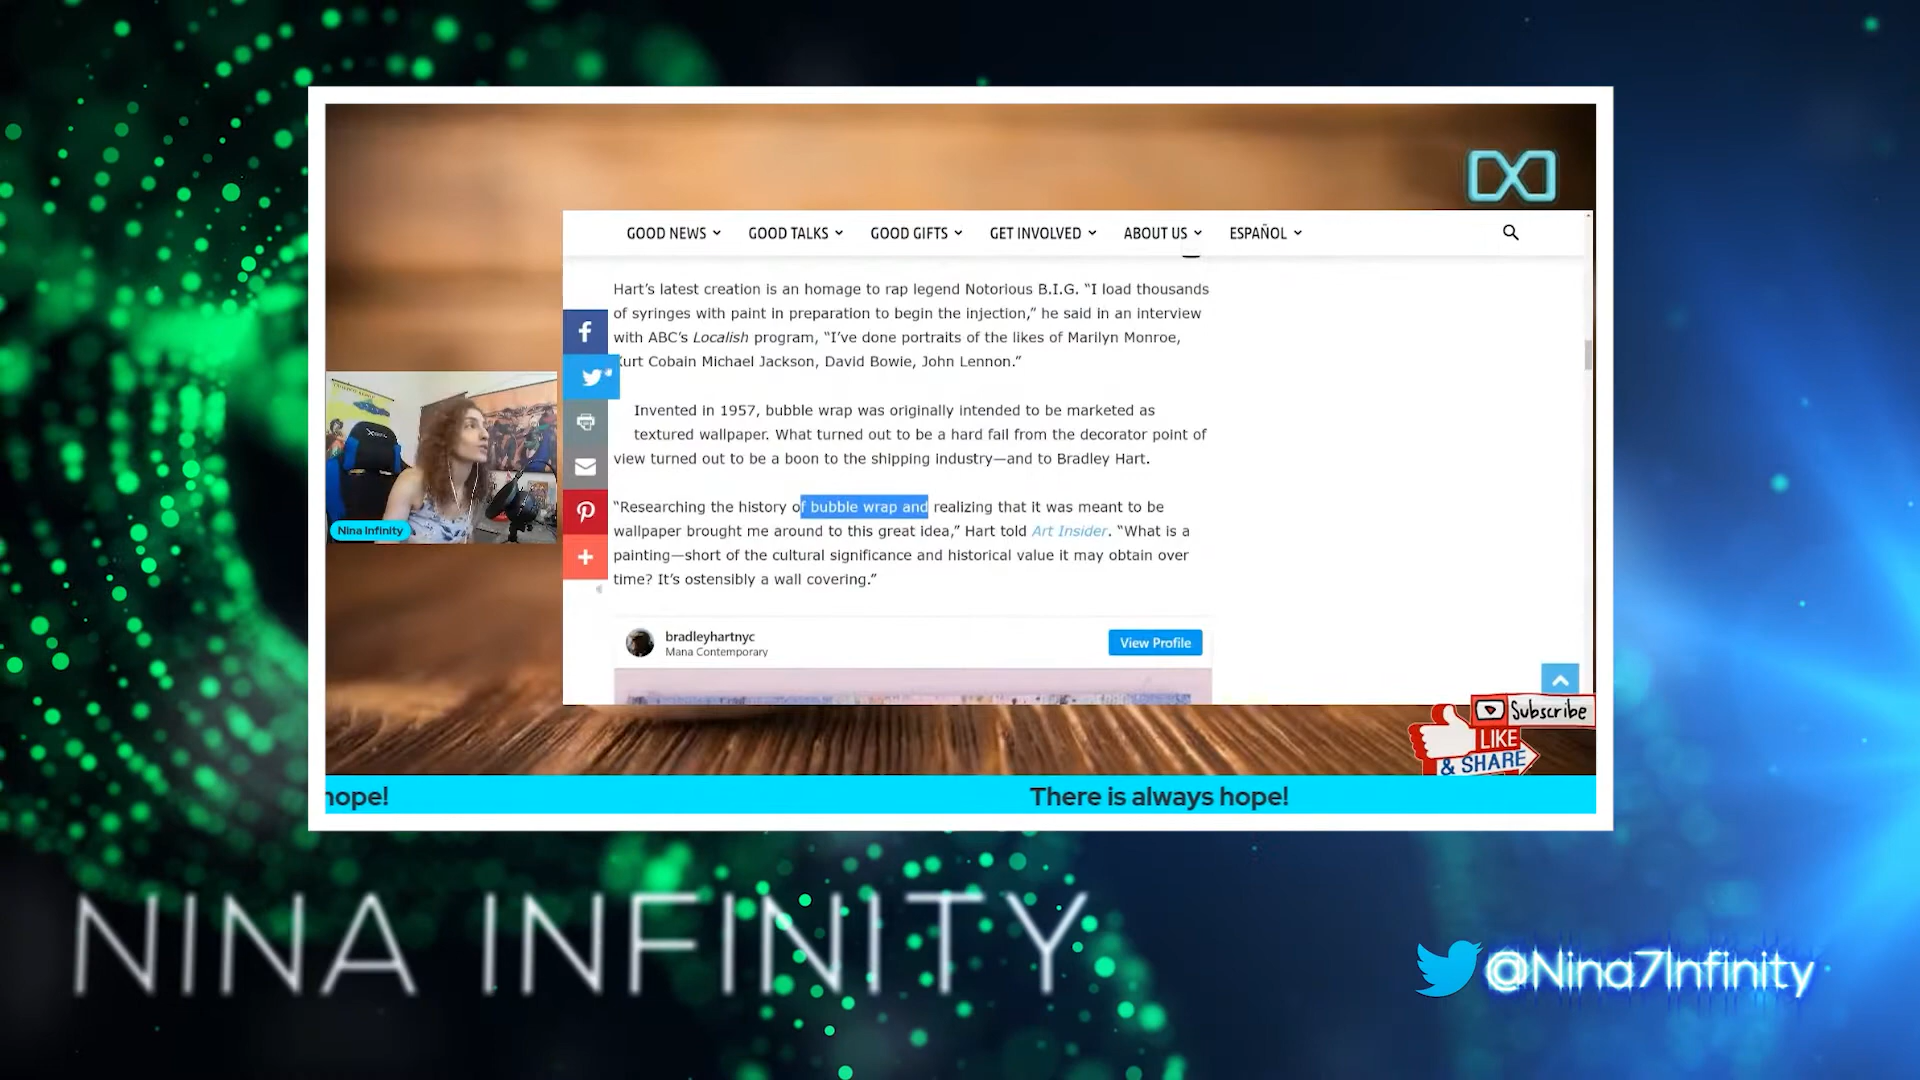 GOOD NEWS GOOD TALKS GOOD GIFTS GET INVOLVED ABOUT US ESPAÑOL
Hart’s latest creation is an homage to rap legend Notorious B.I.G. “I load thousands
of syringes with paint in preparation to begin the injection,” he said in an interview
with ABC’s Localish program, “I’ve done portraits of the likes of Marilyn Monroe,
Kurt Cobain Michael Jackson, David Bowie, John Lennon.”
Invented in 1957, bubble wrap was originally intended to be marketed as
textured wallpaper. What turned out to be a hard fail from the decorator point of
view turned out to be a boon to the shipping industry—and to Bradley Hart.
“Researching the history of bubble wrap and realizing that it was meant to be
wallpaper brought me around to this great idea,” Hart told Art Insider. “What is a
painting—short of the cultural significance and historical value it may obtain over
time? It’s ostensibly a wall covering.”
Nina Infinity
bradleyhartnyc
Mana Contemporary
View Profile
Subscribe
LIKE
& SHARE
hope! There is always hope!
NINA INFINITY
@Nina7Infinity